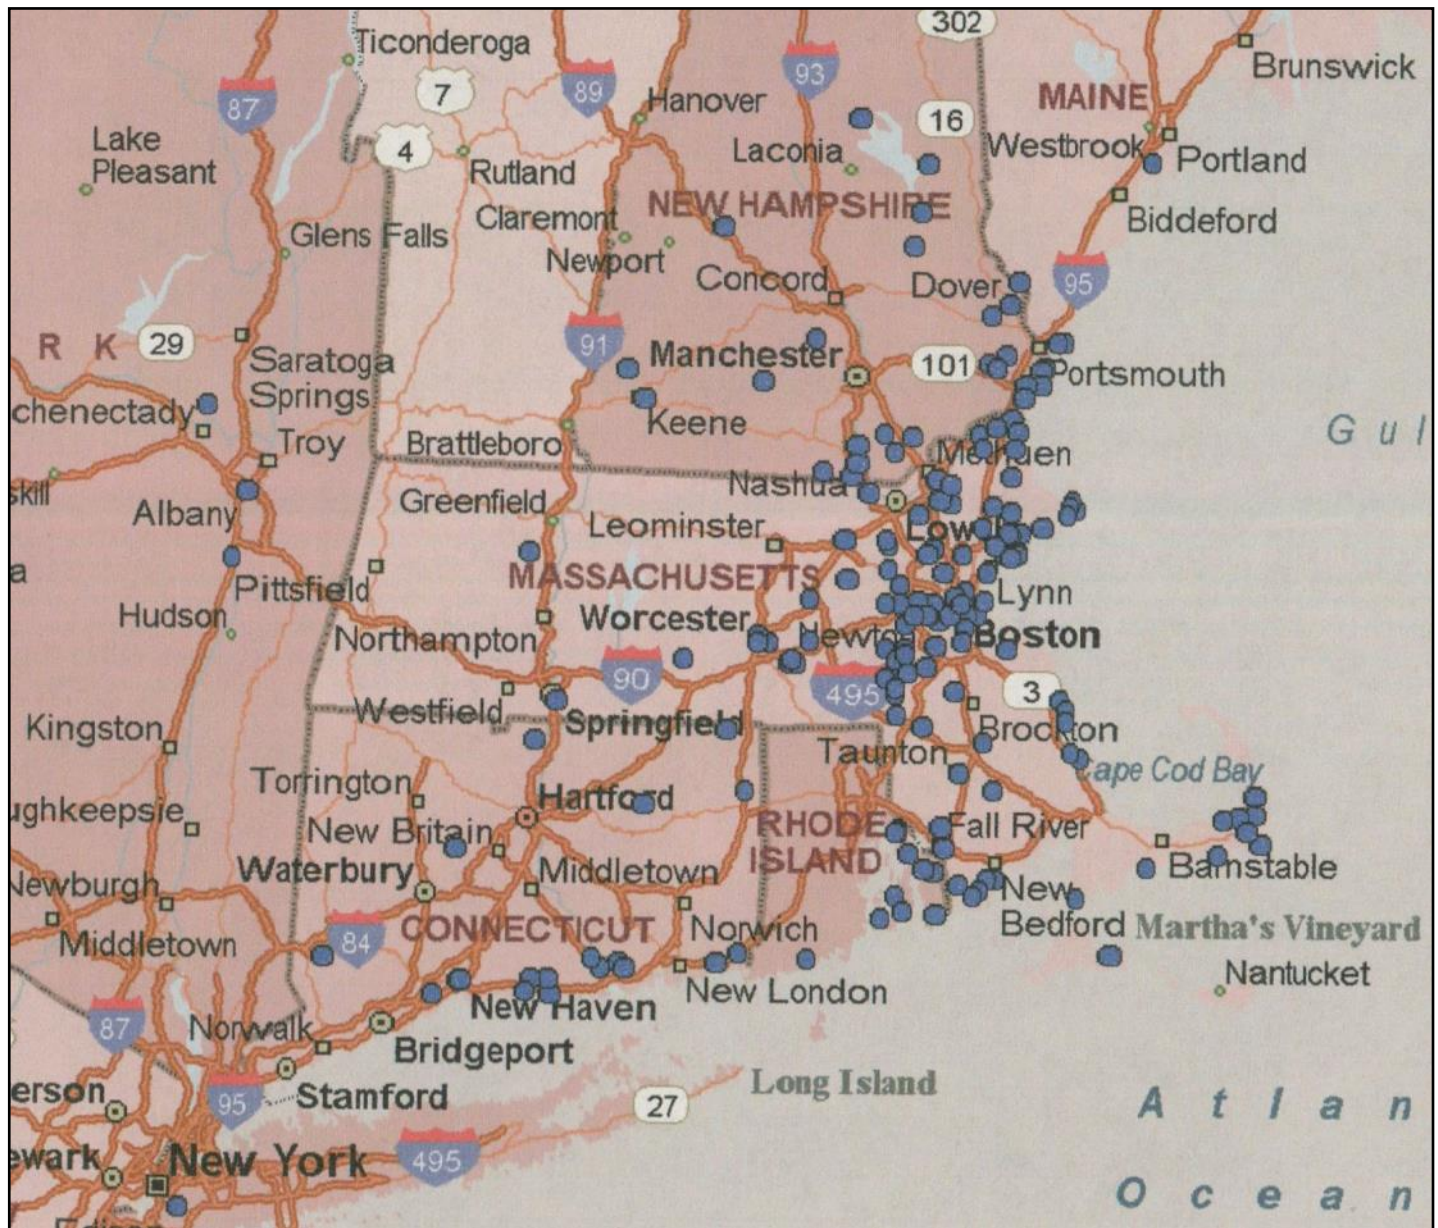 302
Ticonderoga
Brunswick
87
7
89
93
MAINE
Hanover
16
Lake
Pleasant
4
Laconia
Westbrook
Portland
Rutland
NEW HAMPSHIRE
Claremont
Biddeford
Glens Falls
Newport
Concord
Dover
95
R K
29
91
Manchester
101
Saratoga
Springs
Portsmouth
chenectady
Keene
Gul
Troy
Brattleboro
Methuen
Nashua
skill
Greenfield
Albany
Leominster
Lowell
a
MASSACHUSETTS
Pittsfield
Lynn
Hudson
Worcester
Northampton
Newton
Boston
90
495
3
Westfield
Springfield
Kingston
Brockton
Taunton
Cape Cod Bay
Torrington
Hartford
ughkeepsie
New Britain
RHODE
ISLAND
Fall River
Waterbury
Middletown
Barnstable
Newburgh
New
Bedford
CONNECTICUT
Norwich
Martha's Vineyard
Middletown
84
Nantucket
New London
New Haven
87
Norwalk
Bridgeport
Long Island
erson
95
Stamford
27
A t l a n
ewark
New York
495
O c e a n